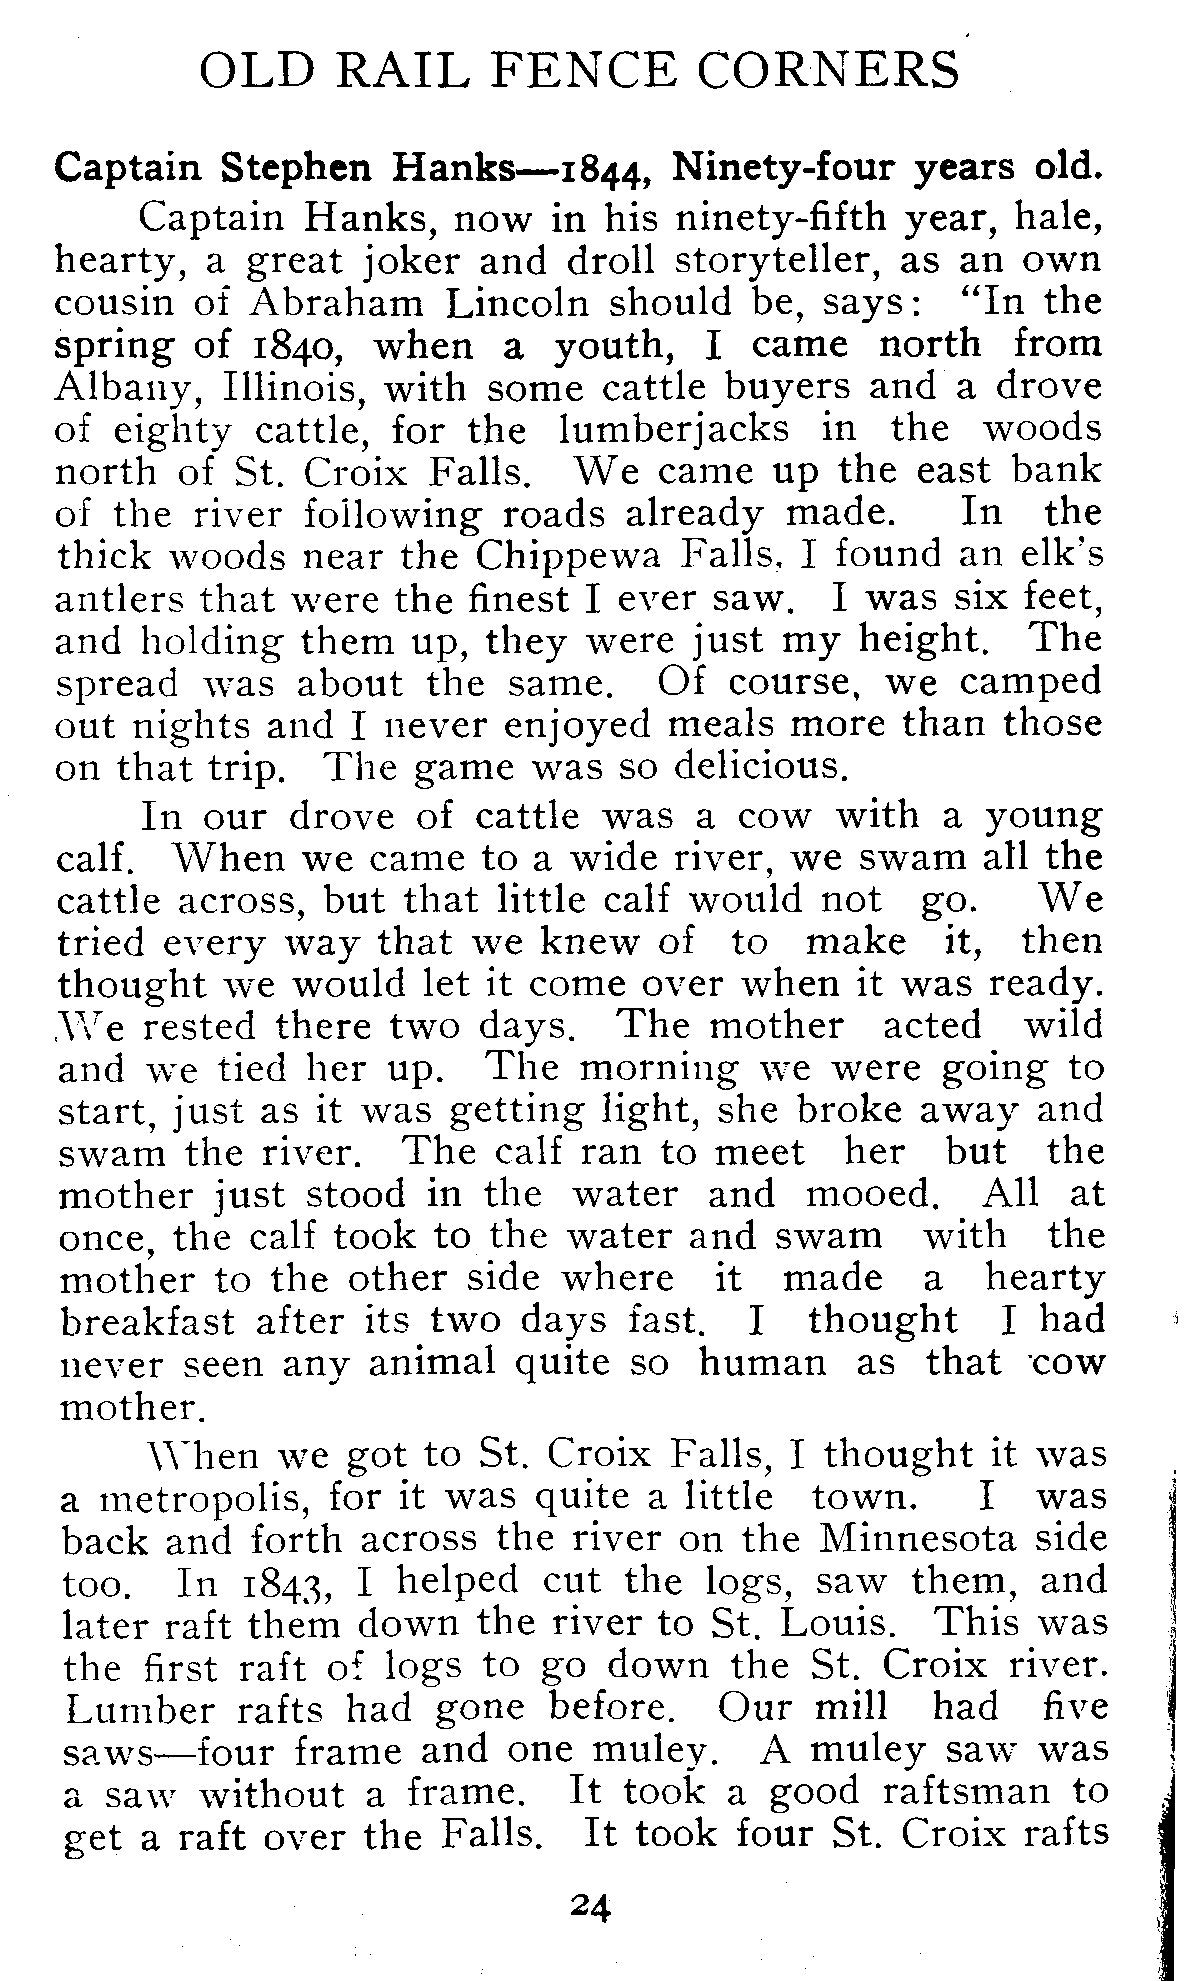 OLD RAIL FENCE CORNERS
Captain Stephen Hanks—1844, Ninety-four years old.
Captain Hanks, now in his ninety-fifth year, hale,
hearty, a great joker and droll storyteller, as an own
cousin of Abraham Lincoln should be, says: "In the
spring of 1840, when a youth, I came north from
Albany, Illinois, with some cattle buyers and a drove
of eighty cattle, for the lumberjacks in the woods
north of St. Croix Falls. We came up the east bank
of the river following roads already made. In the
thick woods near the Chippewa Falls, I found an elk's
antlers that were the finest I ever saw. I was six feet,
and holding them up, they were just my height. The
spread was about the same. Of course, we camped
out nights and I never enjoyed meals more than those
on that trip. The game was so delicious.
In our drove of cattle was a cow with a young
calf. When we came to a wide river, we swam all the
cattle across, but that little calf would not go. We
tried every way that we knew of to make it, then
thought we would let it come over when it was ready.
We rested there two days. The mother acted wild
and we tied her up. The morning we were going to
start, just as it was getting light, she broke away and
swam the river. The calf ran to meet her but the
mother just stood in the water and mooed. All at
once, the calf took to the water and swam with the
mother to the other side where it made a hearty
breakfast after its two days fast. I thought I had
never seen any animal quite so human as that cow
mother.
When we got to St. Croix Falls, I thought it was
a metropolis, for it was quite a little town. I was
back and forth across the river on the Minnesota side
too. In 1843, I helped cut the logs, saw them, and
later raft them down the river to St. Louis. This was
the first raft of logs to go down the St. Croix river.
Lumber rafts had gone before. Our mill had five
saws—four frame and one muley. A muley saw was
a saw without a frame. It took a good raftsman to
get a raft over the Falls. It took four St. Croix rafts
24